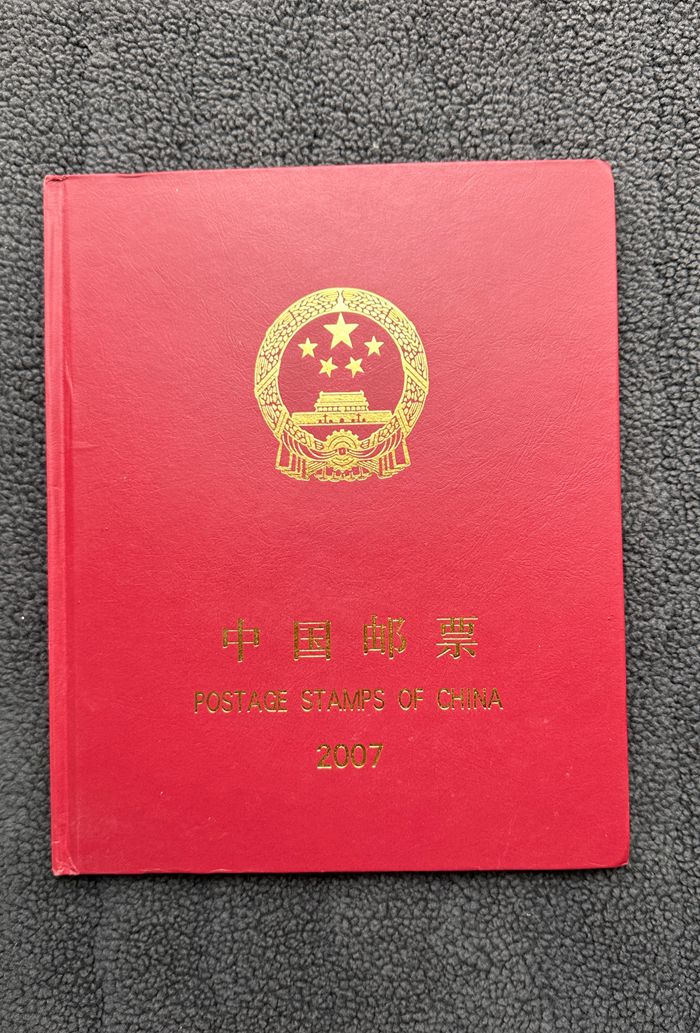 中国邮票
POSTAGE STAMPS OF CHINA
2007